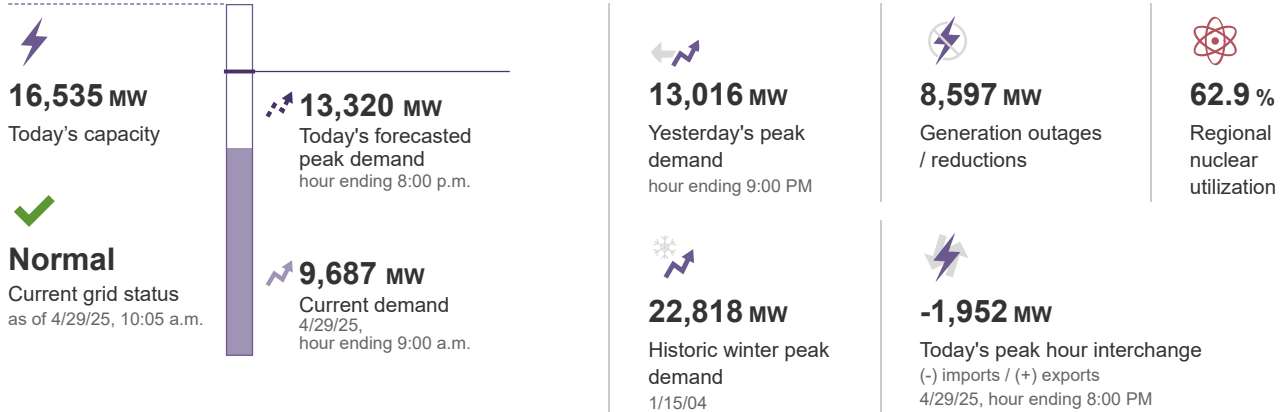 16,535 MW
Today's capacity
Normal
Current grid status
as of 4/29/25, 10:05 a.m.
13,320 MW
Today's forecasted
peak demand
hour ending 8:00 p.m.
9,687 MW
Current demand
4/29/25,
hour ending 9:00 a.m.
13,016 MW
Yesterday's peak
demand
hour ending 9:00 PM
8,597 MW
Generation outages
/ reductions
62.9 %
Regional
nuclear
utilization
22,818 MW
Historic winter peak
demand
1/15/04
-1,952 MW
Today's peak hour interchange
(-) imports / (+) exports
4/29/25, hour ending 8:00 PM